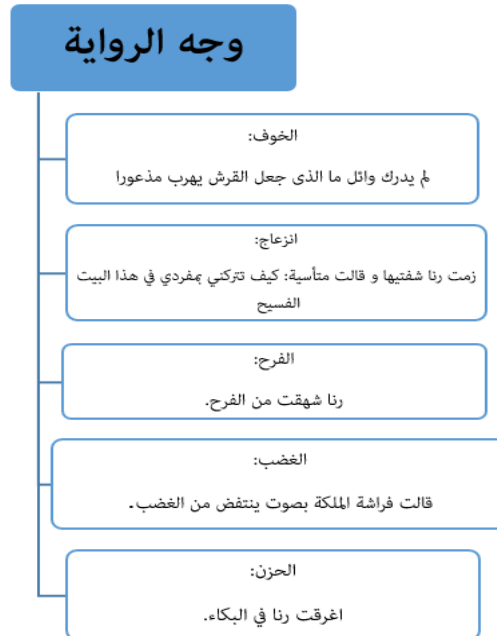 وجه الرواية
الخوف:
لم يدرك وائل ما الذى جعل القرش يهرب مذعورا
انزعاج:
زمت رنا شفتيها و قالت متأسية: كيف تتركني بمفردي في هذا البيت
الفسيح
الفرح:
رنا شهقت من الفرح.
الغضب:
قالت فراشة الملكة بصوت ينتفض من الغضب.
الحزن:
اغرقت رنا في البكاء.